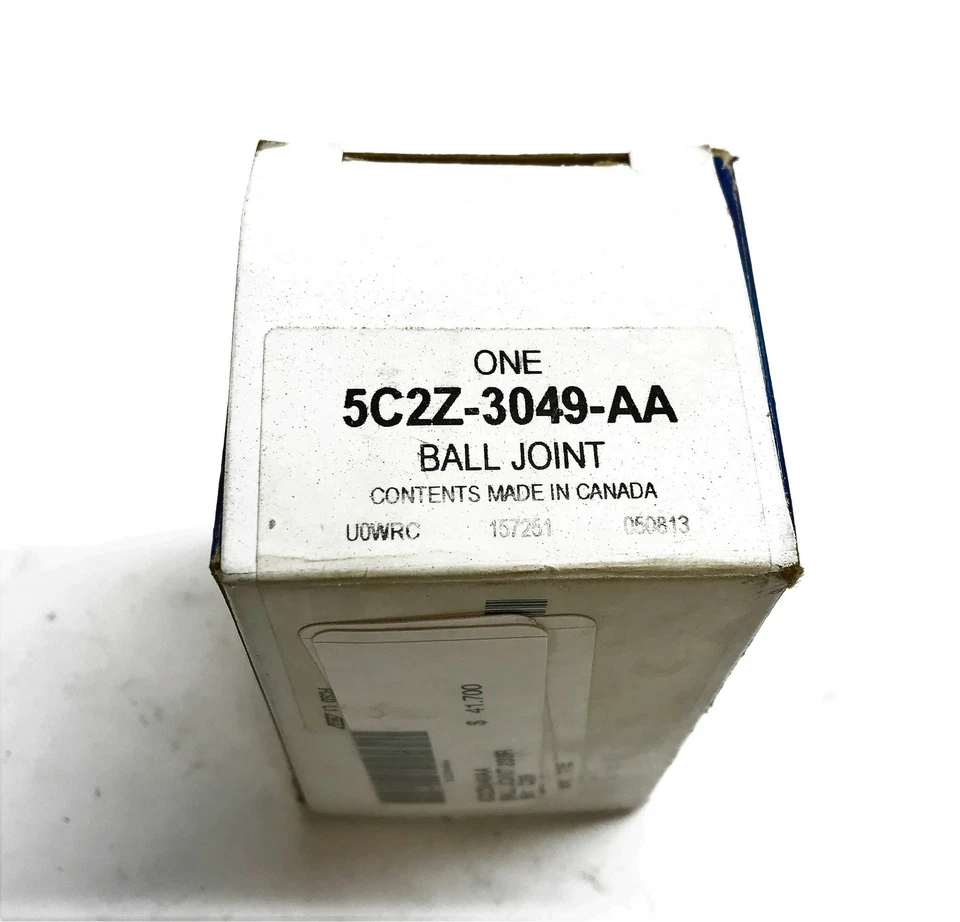 ONE
5C2Z-3049-AA
BALL JOINT
CONTENTS MADE IN CANADA
U0WRC 157251 050813
$ 41.700